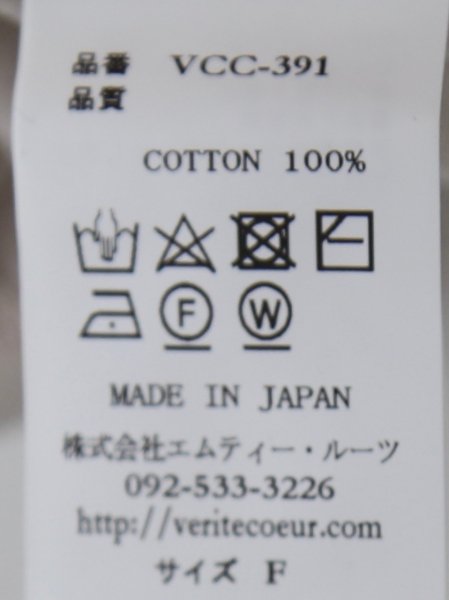 品番 VCC-391
品質
COTTON 100%
F W
MADE IN JAPAN
株式会社エムティー・ルーツ
092-533-3226
http://veritecoeur.com
サイズ F